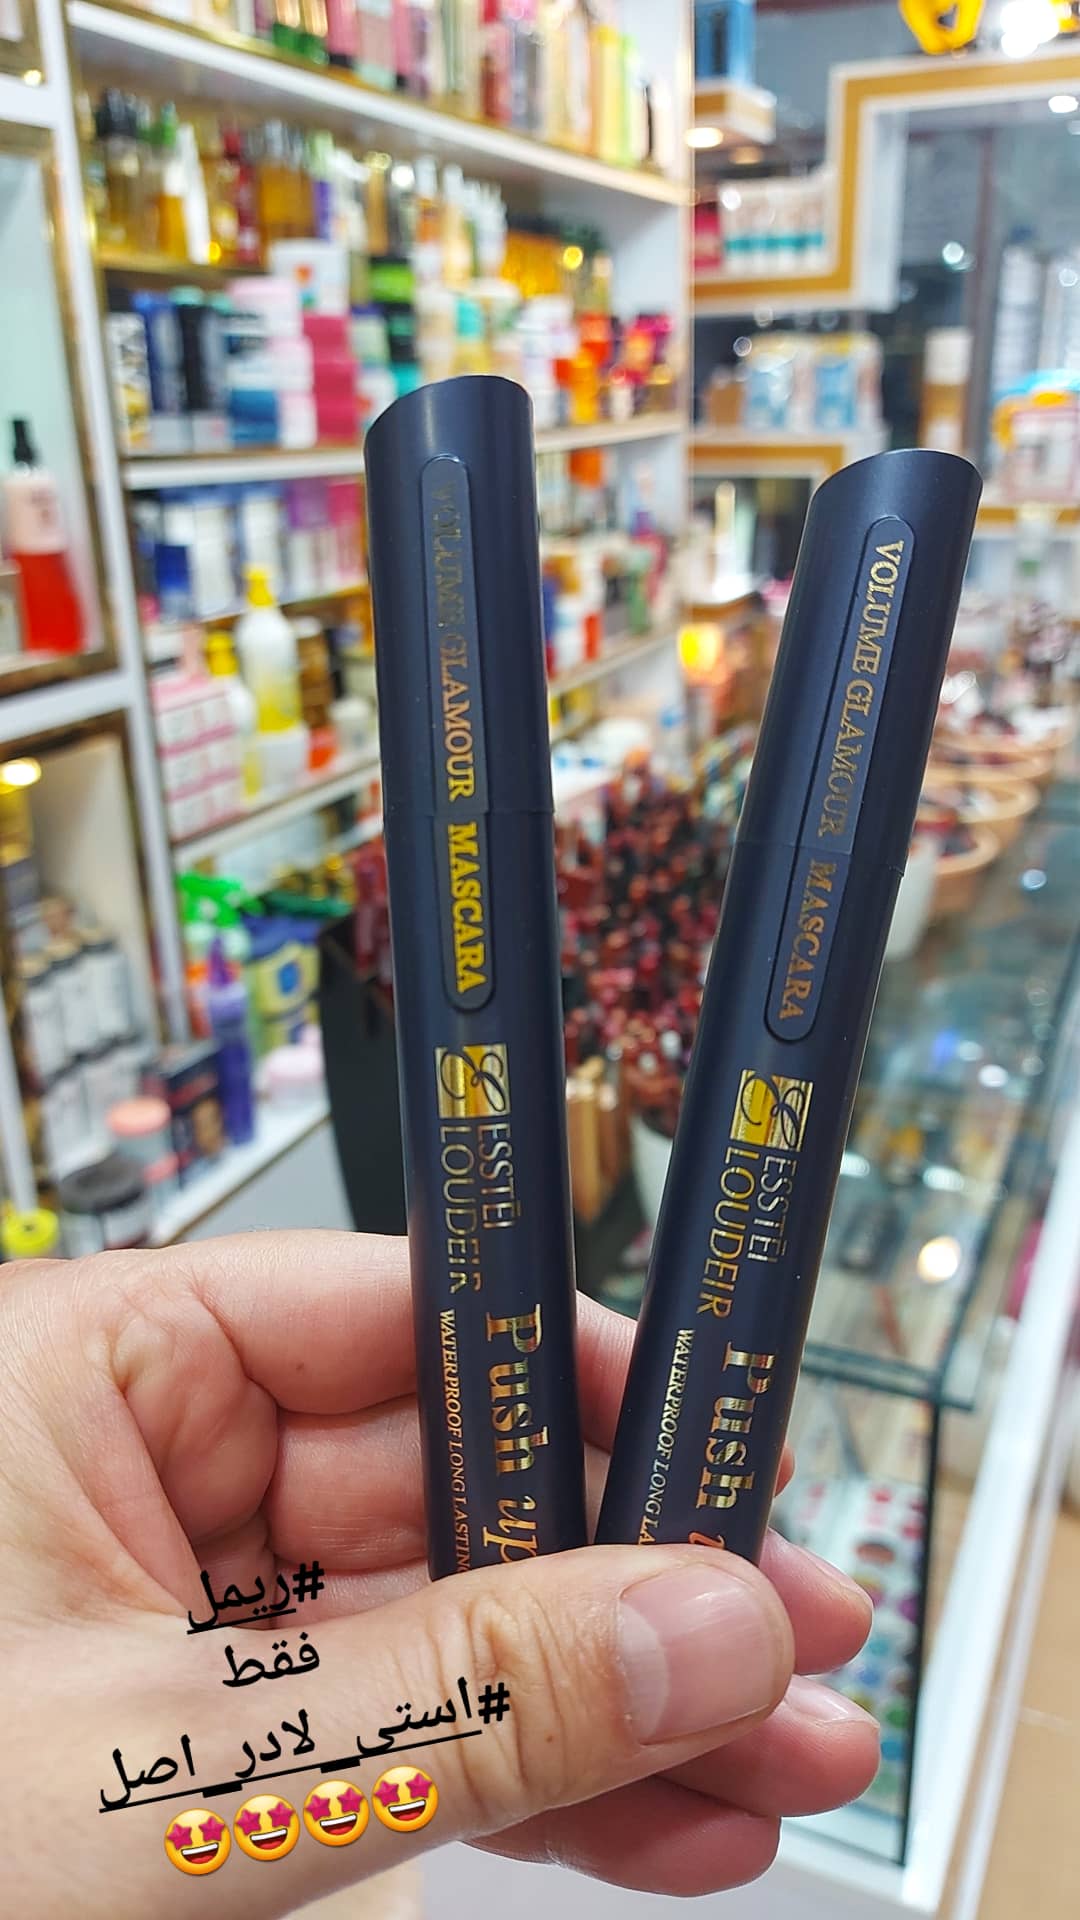 VOLUME GLAMOUR MASCARA
ESSTEI
LOUDEIR
Push up
WATERPROOF LONG LASTING
VOLUME GLAMOUR MASCARA
ESSTEI
LOUDEIR
Push
WATERPROOF LONG LA
#ریمل
فقط
#استی_لادر_اصل
🤩🤩🤩🤩